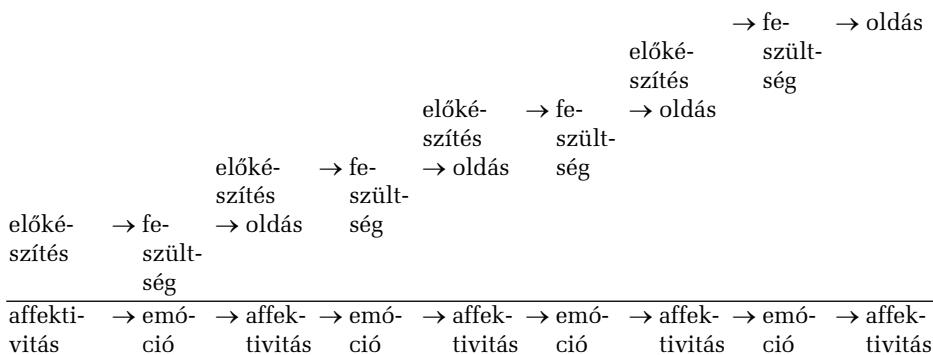 → fe- → oldás
előké- szült-
szítés ség
előké- → fe- → oldás
szítés szült-
előké- → fe- → oldás ség
szítés szült-
előké- → fe- → oldás ség
szítés szült-
ség
affekti- → emó- → affek- → emó- → affek- → emó- → affek- → emó- → affek-
vitás ció tivitás ció tivitás ció tivitás ció tivitás